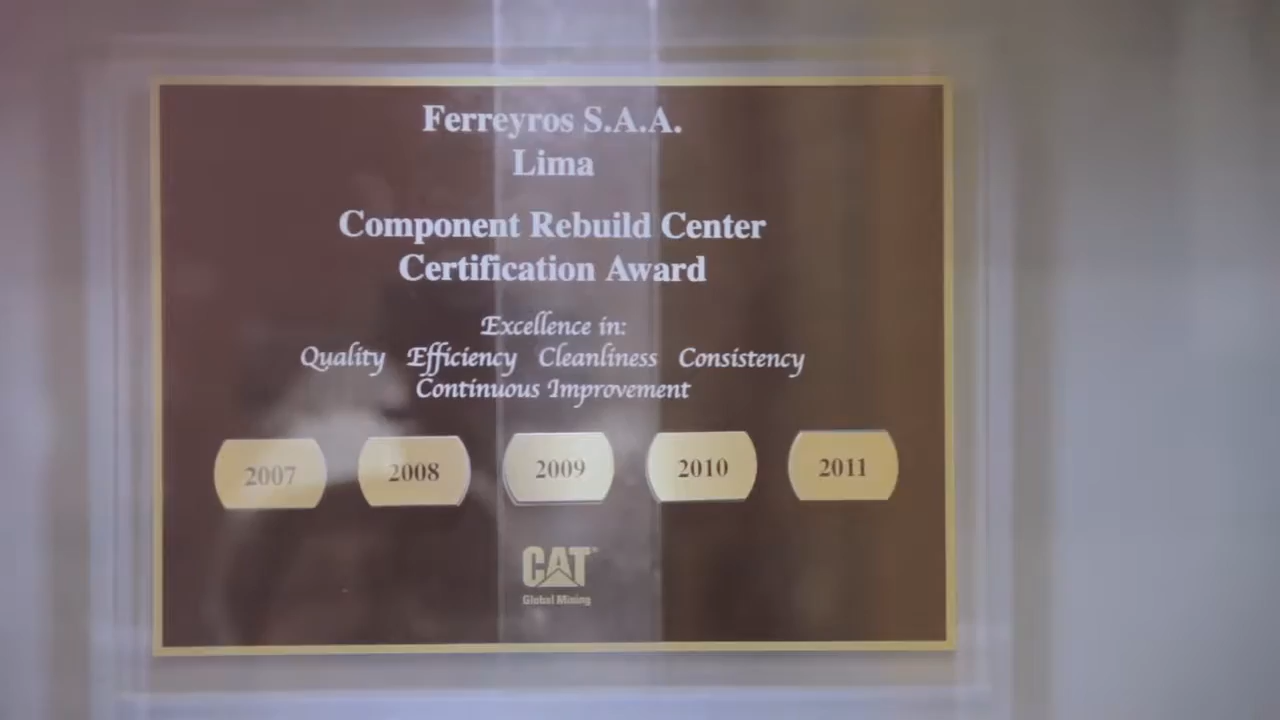 Ferreyros S.A.A.
Lima
Component Rebuild Center
Certification Award
Excellence in:
Quality Efficiency Cleanliness Consistency
Continuous Improvement
2007 2008 2009 2010 2011
CAT
Global Mining